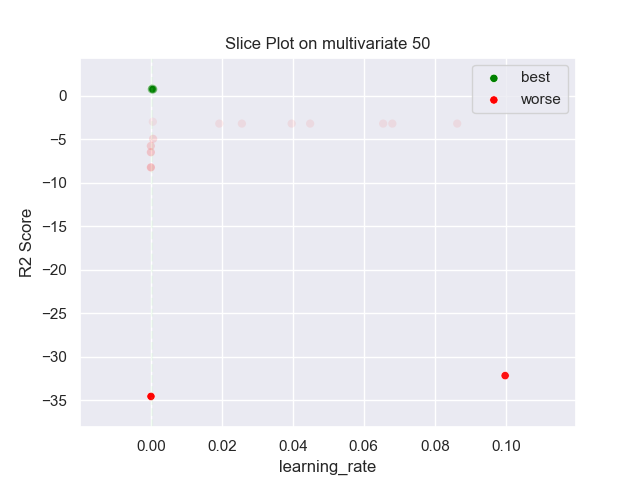 Slice Plot on multivariate 50
best
worse
R2 Score
0
−5
−10
−15
−20
−25
−30
−35
0.00 0.02 0.04 0.06 0.08 0.10
learning_rate